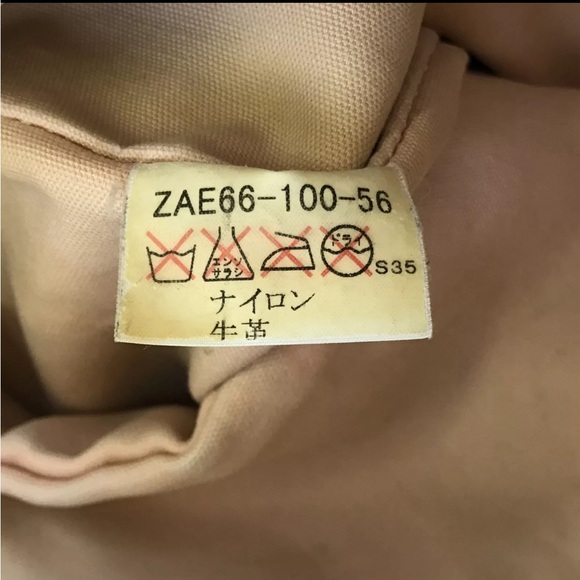 ZAE66-100-56
エンソ
サラシ
ドライ
S35
ナイロン
牛革